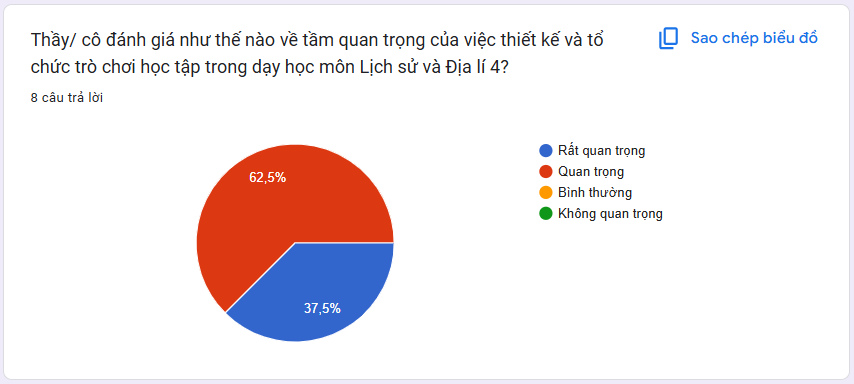 Thầy/ cô đánh giá như thế nào về tầm quan trọng của việc thiết kế và tổ
chức trò chơi học tập trong dạy học môn Lịch sử và Địa lí 4?
Sao chép biểu đồ
8 câu trả lời
62,5%
37,5%
Rất quan trọng
Quan trọng
Bình thường
Không quan trọng